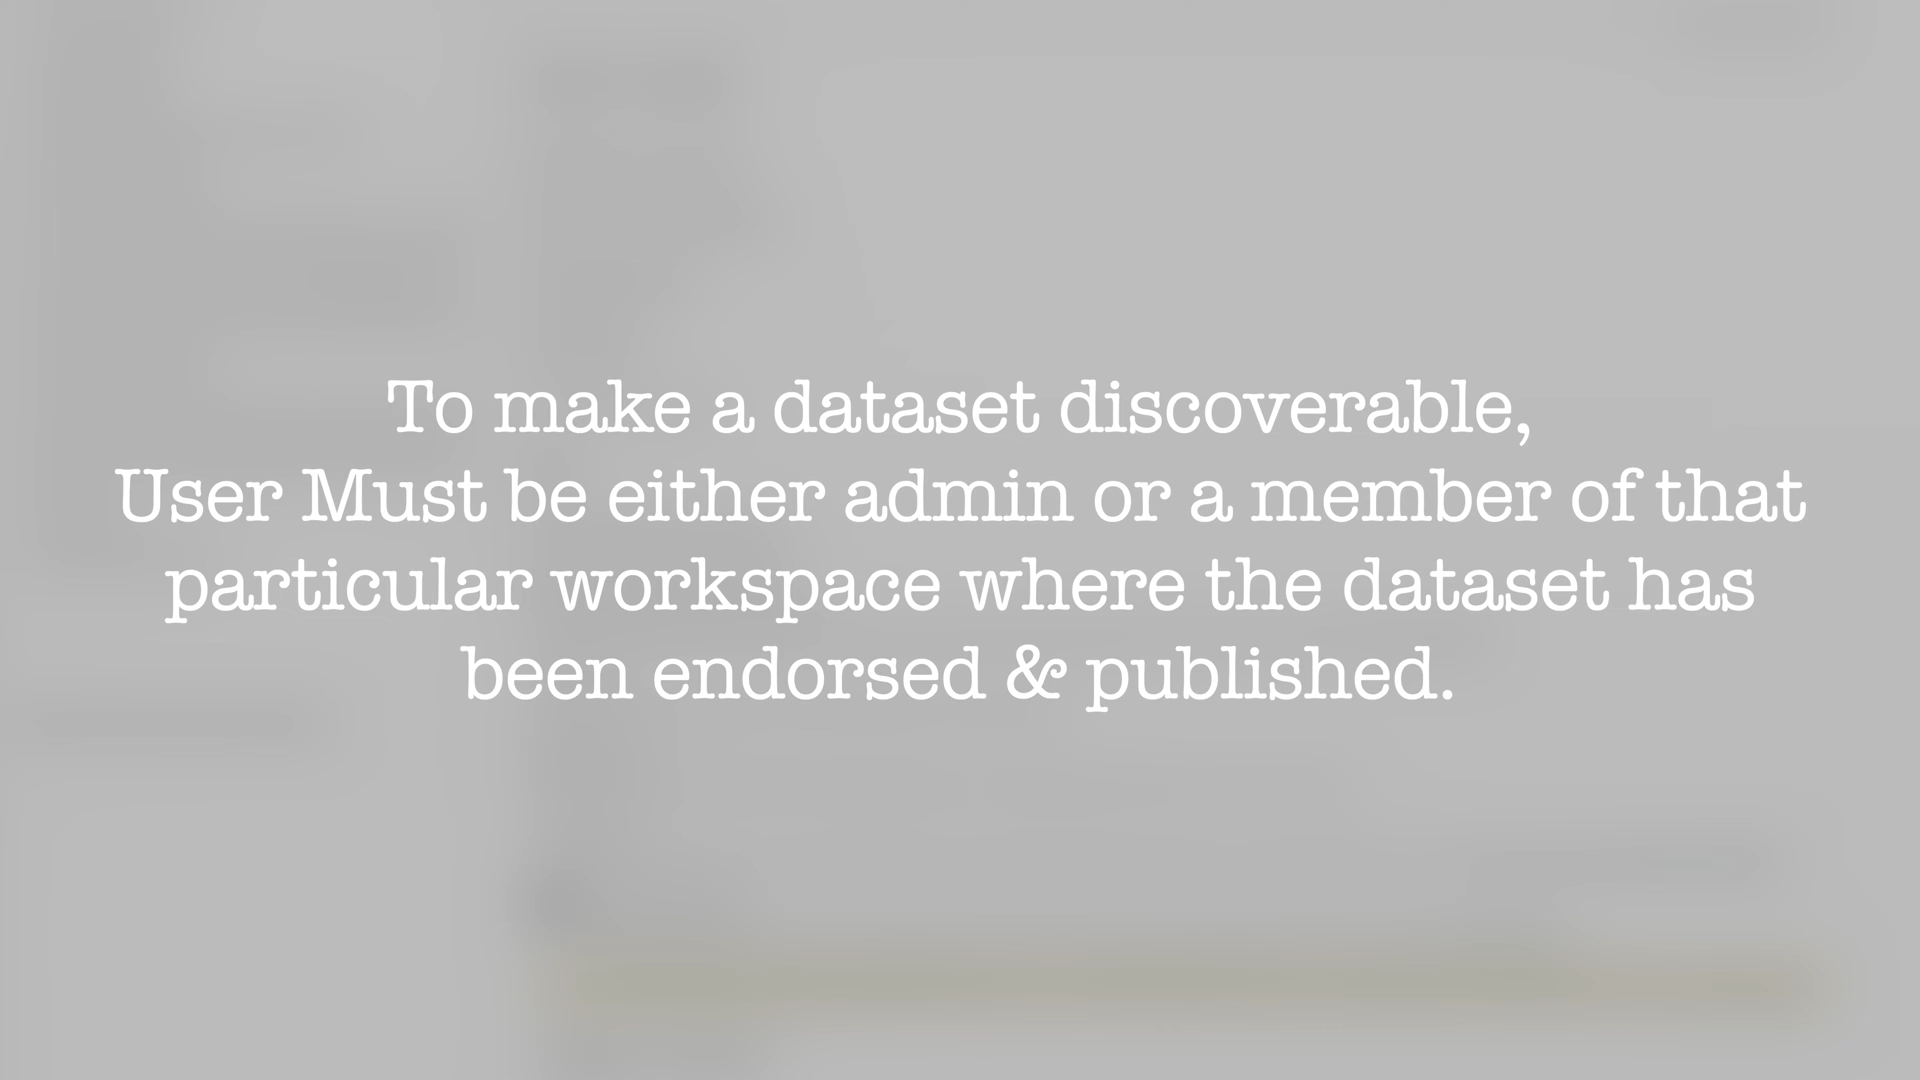 To make a dataset discoverable,
User Must be either admin or a member of that
particular workspace where the dataset has
been endorsed & published.